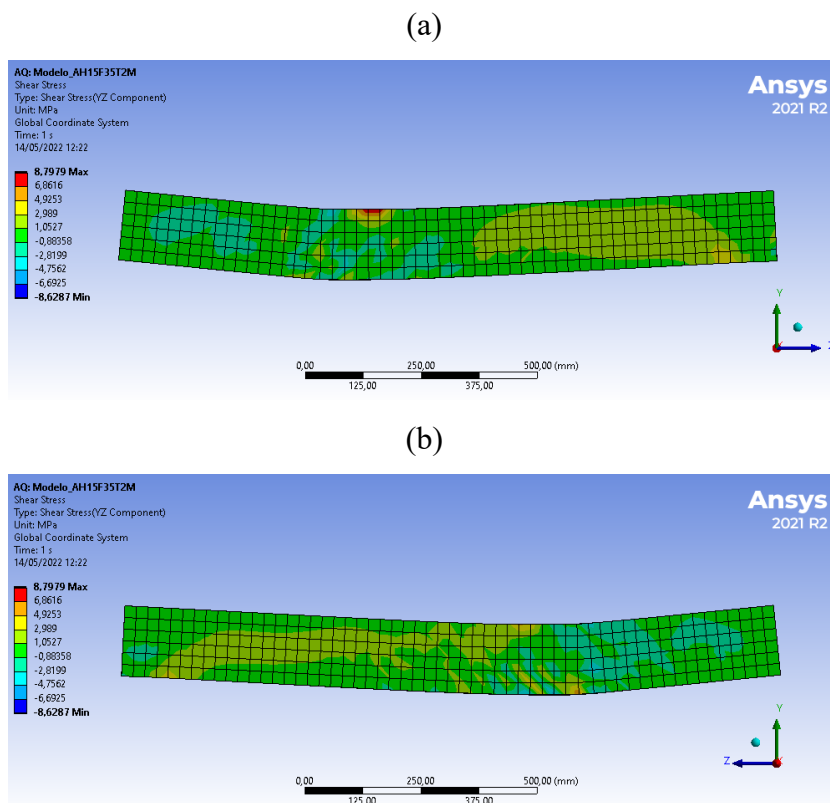 (a)
AQ: Modelo_AH15F35T2M
Shear Stress
Type: Shear Stress(YZ Component)
Unit: MPa
Global Coordinate System
Time: 1 s
14/05/2022 12:22
Ansys
2021 R2
8,7979 Max
6,8616
4,9253
2,989
1,0527
-0,88358
-2,8199
-4,7562
-6,6925
-8,6287 Min
Y
Z
0,00
250,00
500,00 (mm)
125,00
375,00
(b)
AQ: Modelo_AH15F35T2M
Shear Stress
Type: Shear Stress(YZ Component)
Unit: MPa
Global Coordinate System
Time: 1 s
14/05/2022 12:22
Ansys
2021 R2
8,7979 Max
6,8616
4,9253
2,989
1,0527
-0,88358
-2,8199
-4,7562
-6,6925
-8,6287 Min
Y
Z
0,00
250,00
500,00 (mm)
125,00
375,00